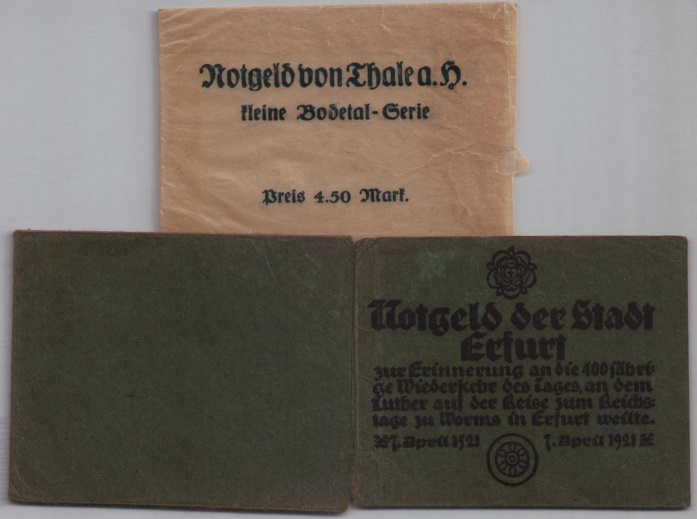 Notgeld von Thale a. H.
kleine Bodetal-Serie
Preis 4.50 Mark.
Notgeld der Stadt
Erfurt
zur Erinnerung an die 400 jähri-
ge Wiederkehr des Tages, an dem
Luther auf der Reise zum Reichs-
tage zu Worms in Erfurt weilte.
7. April 1521 7. April 1921